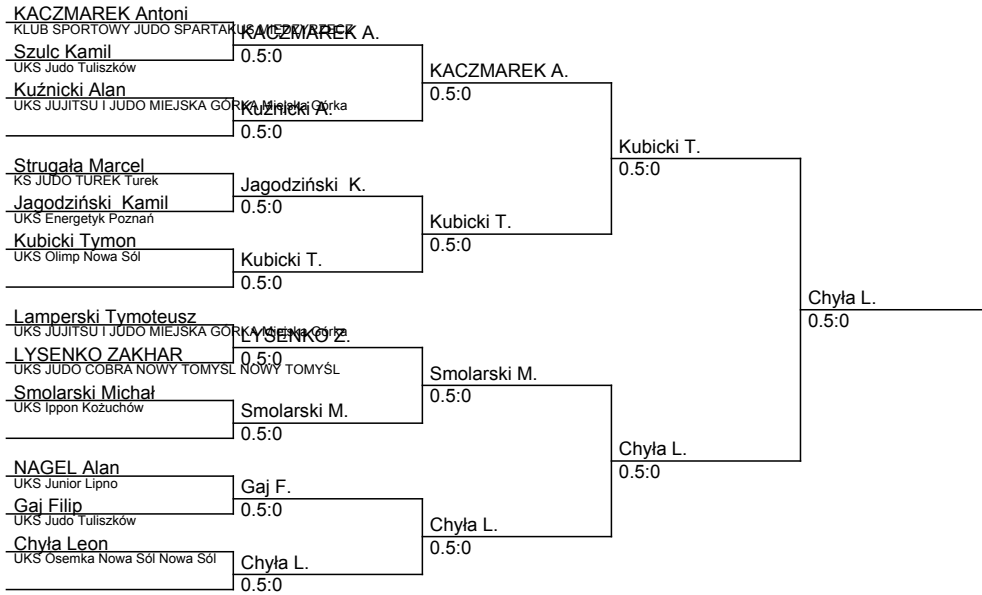 KACZMAREK Antoni
KLUB SPORTOWY JUDO SPARTAKUS MIĘDZYRZECZ
KACZMAREK A.
Szulc Kamil
0.5:0
UKS Judo Tuliszków
KACZMAREK A.
Kuźnicki Alan
0.5:0
UKS JUJITSU I JUDO MIEJSKA GÓRKA Miejska Górka
Kuźnicki A.
0.5:0
Kubicki T.
Strugała Marcel
0.5:0
KS JUDO TUREK Turek
Jagodziński  K.
Jagodziński  Kamil
0.5:0
UKS Energetyk Poznań
Kubicki T.
Kubicki Tymon
0.5:0
UKS Olimp Nowa Sól
Kubicki T.
0.5:0
Chyła L.
Lamperski Tymoteusz
0.5:0
UKS JUJITSU I JUDO MIEJSKA GÓRKA Miejska Górka
LYSENKO Z.
LYSENKO ZAKHAR
0.5:0
UKS JUDO COBRA NOWY TOMYŚL NOWY TOMYŚL
Smolarski M.
Smolarski Michał
0.5:0
UKS Ippon Kożuchów
Smolarski M.
0.5:0
Chyła L.
NAGEL Alan
0.5:0
UKS Junior Lipno
Gaj F.
Gaj Filip
0.5:0
UKS Judo Tuliszków
Chyła L.
Chyła Leon
0.5:0
UKS Ósemka Nowa Sól Nowa Sól
Chyła L.
0.5:0